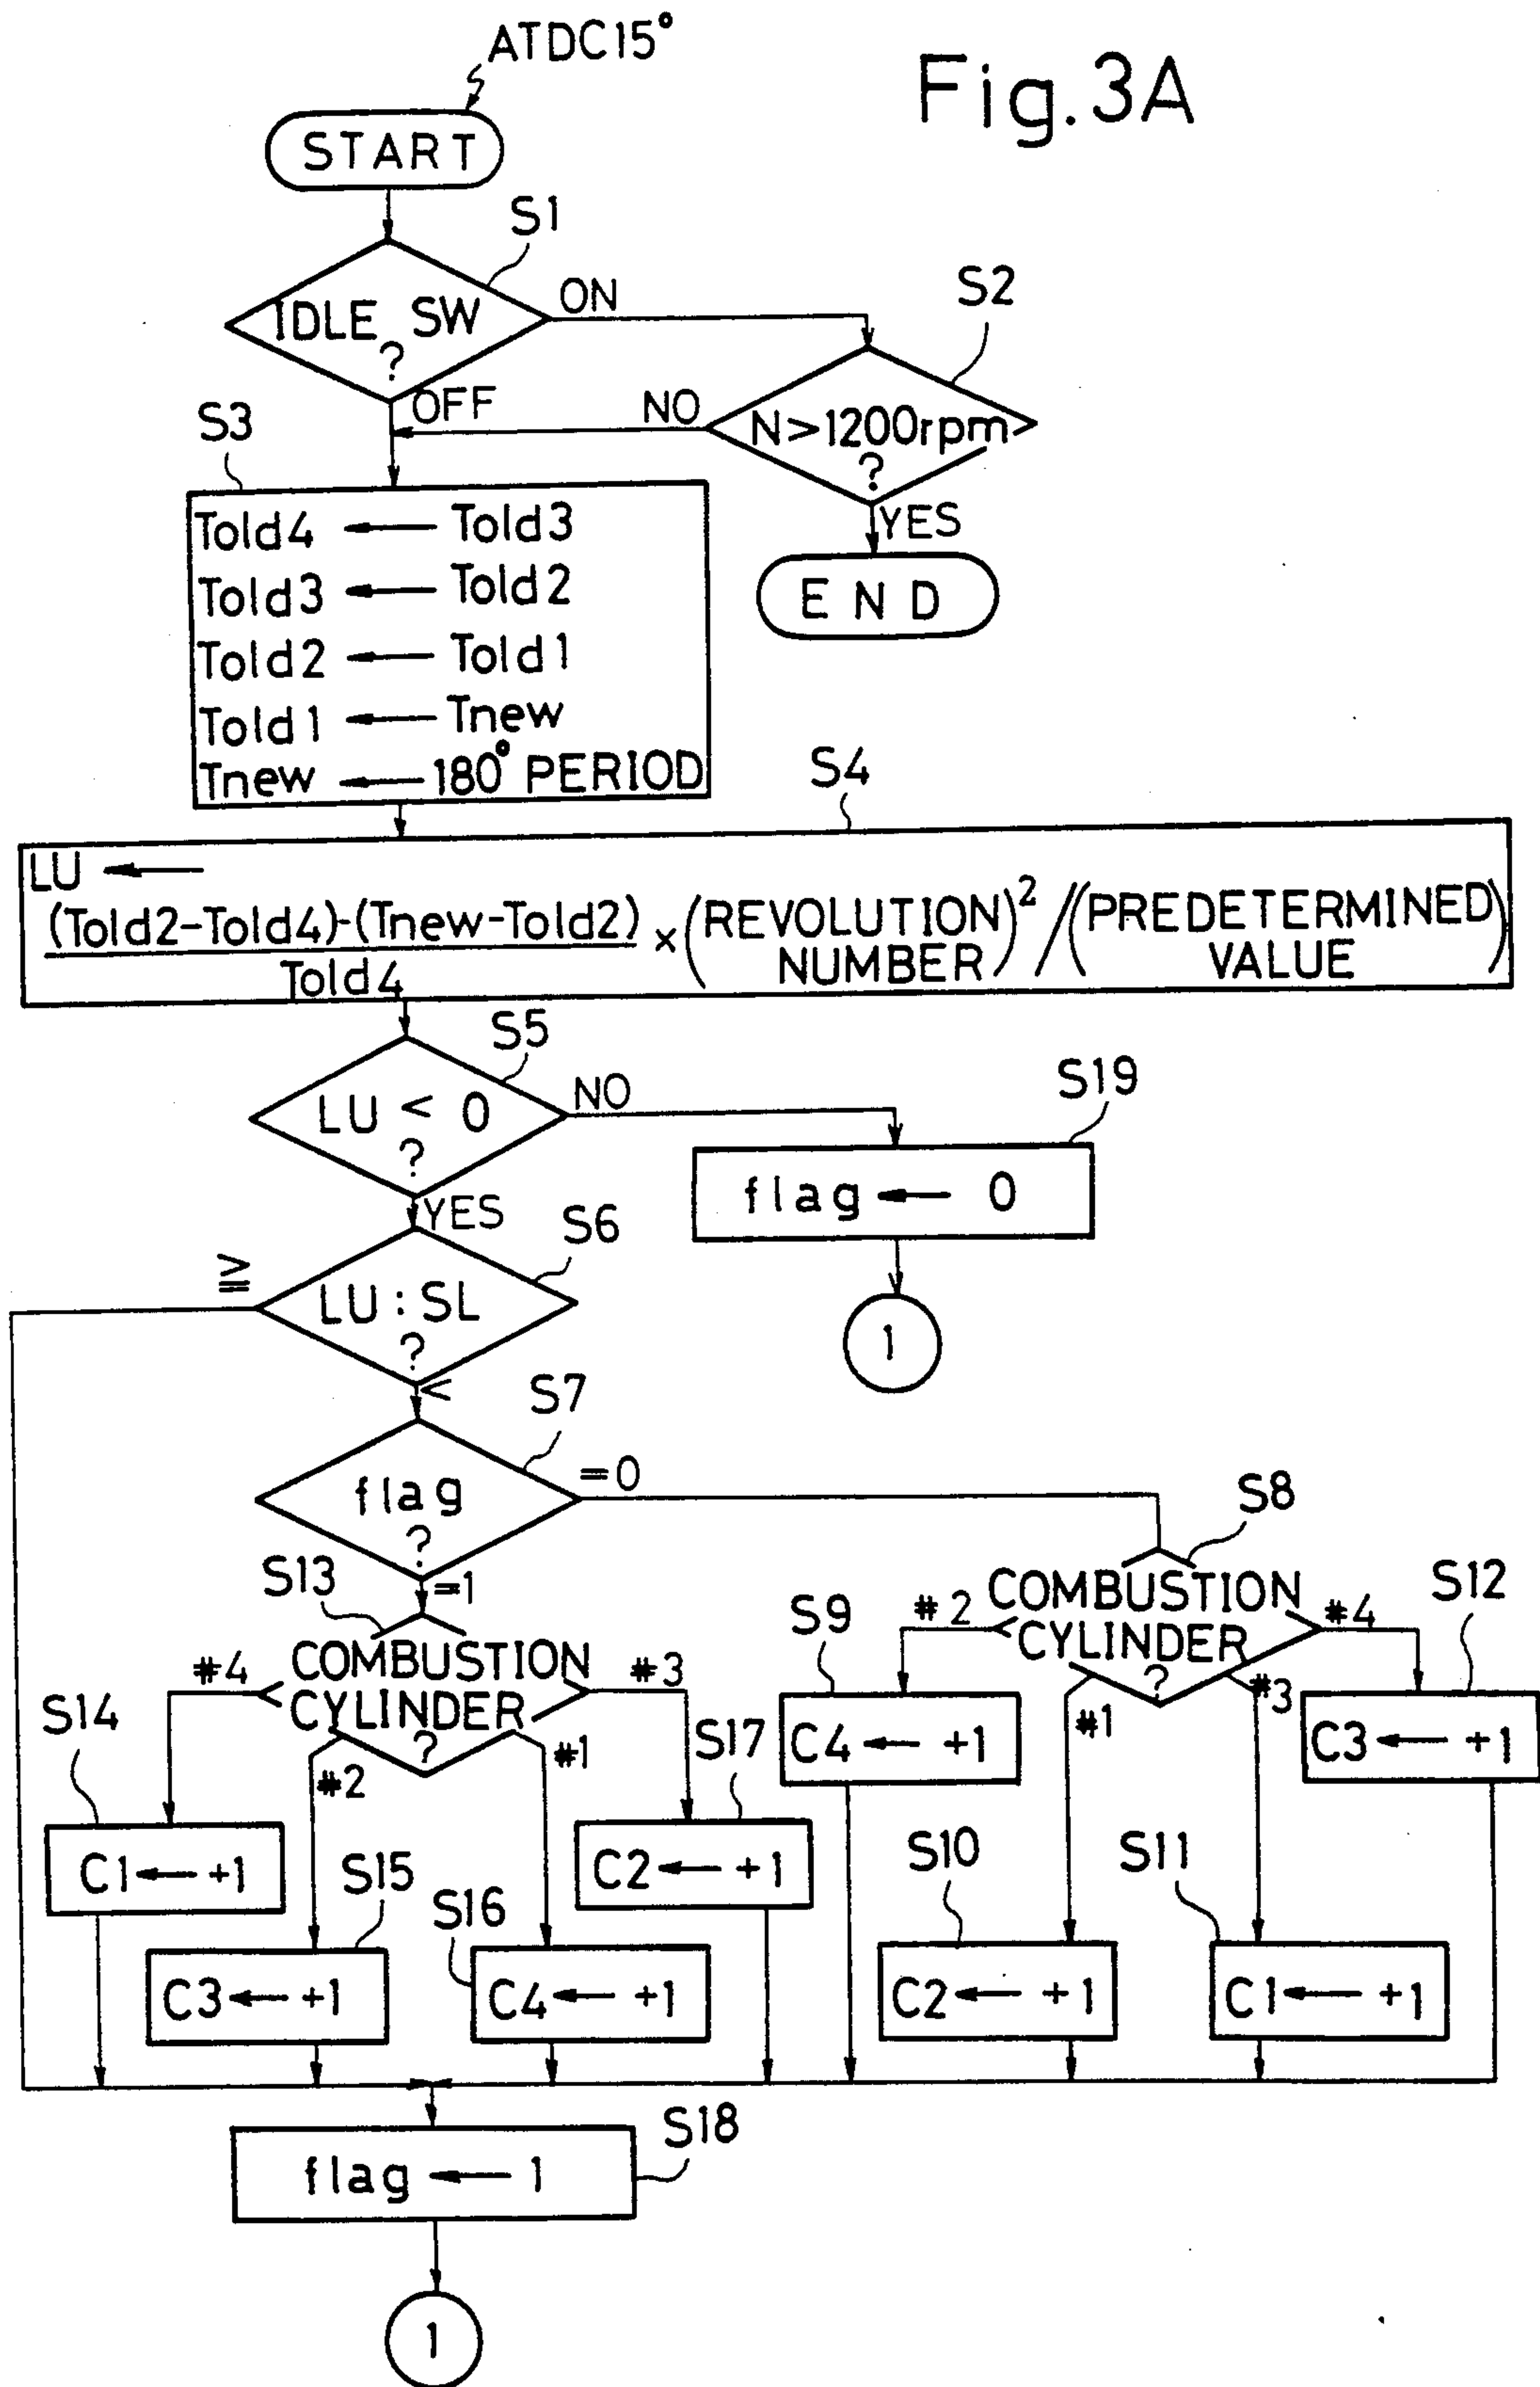 Fig.3A
ATDC15°
START
S1
IDLE SW
?
ON
OFF
S2
N>1200rpm
?
NO
YES
END
S3
Told4 ← Told3
Told3 ← Told2
Told2 ← Told1
Told1 ← Tnew
Tnew ← 180° PERIOD
S4
LU ←
(Told2-Told4)-(Tnew-Told2)
Told4
×(REVOLUTION NUMBER)²/(PREDETERMINED VALUE)
S5
LU < 0
?
NO
YES
S19
flag ← 0
1
S6
LU : SL
?
≧
<
S7
flag
?
=0
=1
S8
COMBUSTION
CYLINDER
?
#2
#1
#3
#4
S9
C4 ← +1
S10
C2 ← +1
S11
C1 ← +1
S12
C3 ← +1
S13
COMBUSTION
CYLINDER
?
#4
#2
#1
#3
S14
C1 ← +1
S15
C3 ← +1
S16
C4 ← +1
S17
C2 ← +1
S18
flag ← 1
1